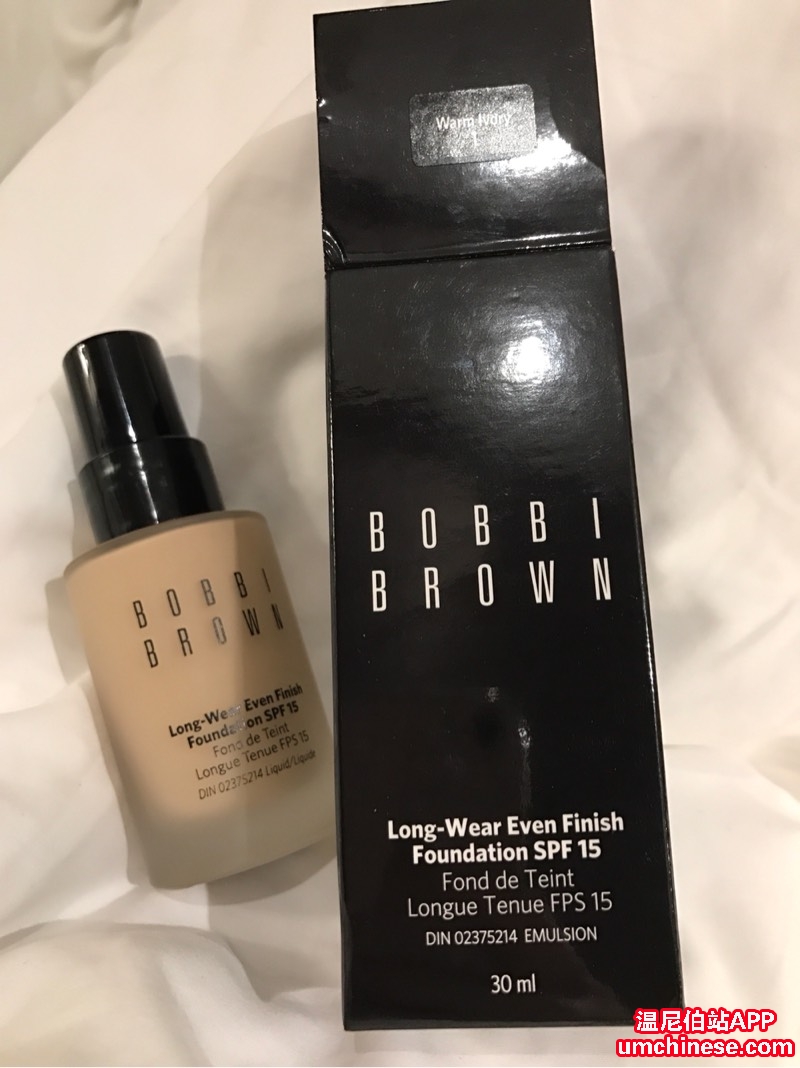 Warm Ivory
1
BOBBI
BROWN
Long-Wear Even Finish
Foundation SPF 15
Fond de Teint
Longue Tenue FPS 15
DIN 02375214 EMULSION
30 ml
BOBBI
BROWN
Long-Wear Even Finish
Foundation SPF 15
Fond de Teint
Longue Tenue FPS 15
DIN 02375214 Liquid/Liquide
温尼伯站APP
umchinese.com